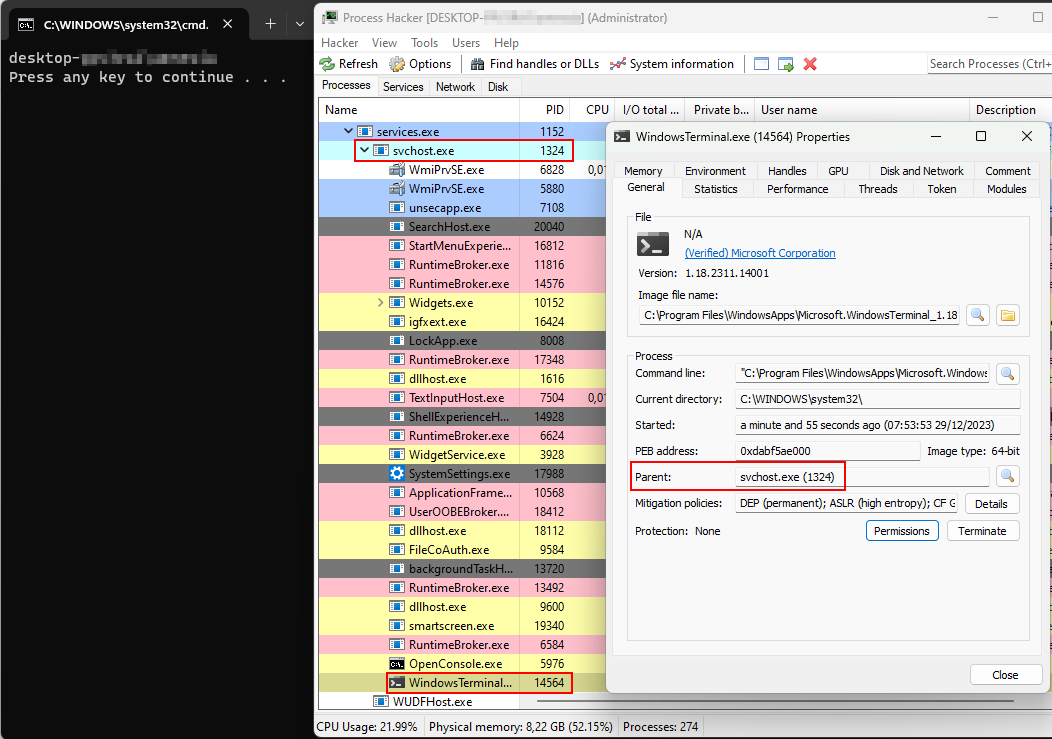 C:\WINDOWS\system32\cmd.
desktop-
Press any key to continue . . .
Process Hacker [DESKTOP- ] (Administrator)
Hacker View Tools Users Help
Refresh Options Find handles or DLLs System information Search Processes (Ctrl+
Processes Services Network Disk
Name PID CPU I/O total ... Private b... User name Description
services.exe 1152
svchost.exe 1324
WmiPrvSE.exe 6828 0,0
WmiPrvSE.exe 5880
unsecapp.exe 7108
SearchHost.exe 20040
StartMenuExperie... 16812
RuntimeBroker.exe 11816
RuntimeBroker.exe 14576
Widgets.exe 10152
igfxext.exe 16424
LockApp.exe 8008
RuntimeBroker.exe 17348
dllhost.exe 1616
TextInputHost.exe 7504 0,0
ShellExperienceH... 14928
RuntimeBroker.exe 6624
WidgetService.exe 3928
SystemSettings.exe 17988
ApplicationFrame... 10568
UserOOBEBroker.... 18412
dllhost.exe 18112
FileCoAuth.exe 9584
backgroundTaskH... 13720
RuntimeBroker.exe 13492
dllhost.exe 9600
smartscreen.exe 19340
RuntimeBroker.exe 6584
OpenConsole.exe 5976
WindowsTerminal... 14564
WUDFHost.exe
CPU Usage: 21.99% Physical memory: 8,22 GB (52.15%) Processes: 274
WindowsTerminal.exe (14564) Properties
Memory Environment Handles GPU Disk and Network Comment
General Statistics Performance Threads Token Modules
File
N/A
(Verified) Microsoft Corporation
Version: 1.18.2311.14001
Image file name:
C:\Program Files\WindowsApps\Microsoft.WindowsTerminal_1.18
Process
Command line: "C:\Program Files\WindowsApps\Microsoft.Windows
Current directory: C:\WINDOWS\system32\
Started: a minute and 55 seconds ago (07:53:53 29/12/2023)
PEB address: 0xdabf5ae000 Image type: 64-bit
Parent: svchost.exe (1324)
Mitigation policies: DEP (permanent); ASLR (high entropy); CF G Details
Protection: None Permissions Terminate
Close